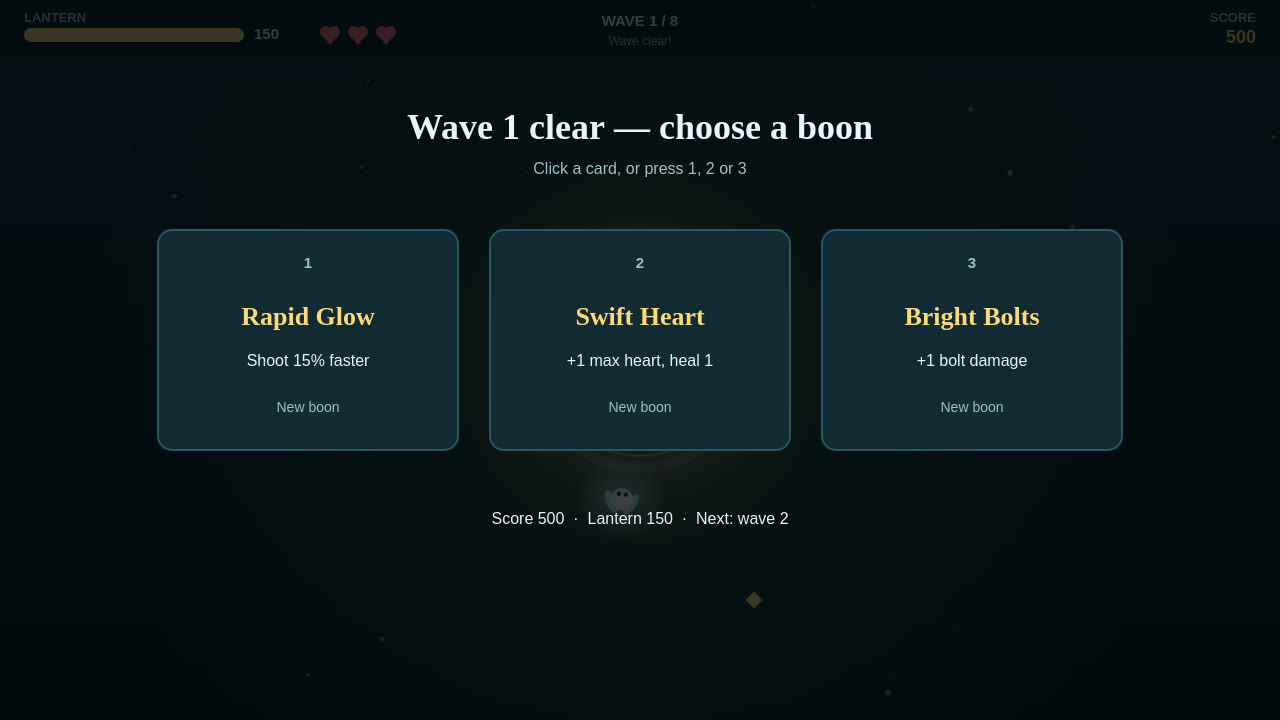 LANTERN
150
WAVE 1 / 8
Wave clear!
SCORE
500
Wave 1 clear — choose a boon
Click a card, or press 1, 2 or 3
1
Rapid Glow
Shoot 15% faster
New boon
2
Swift Heart
+1 max heart, heal 1
New boon
3
Bright Bolts
+1 bolt damage
New boon
Score 500 · Lantern 150 · Next: wave 2